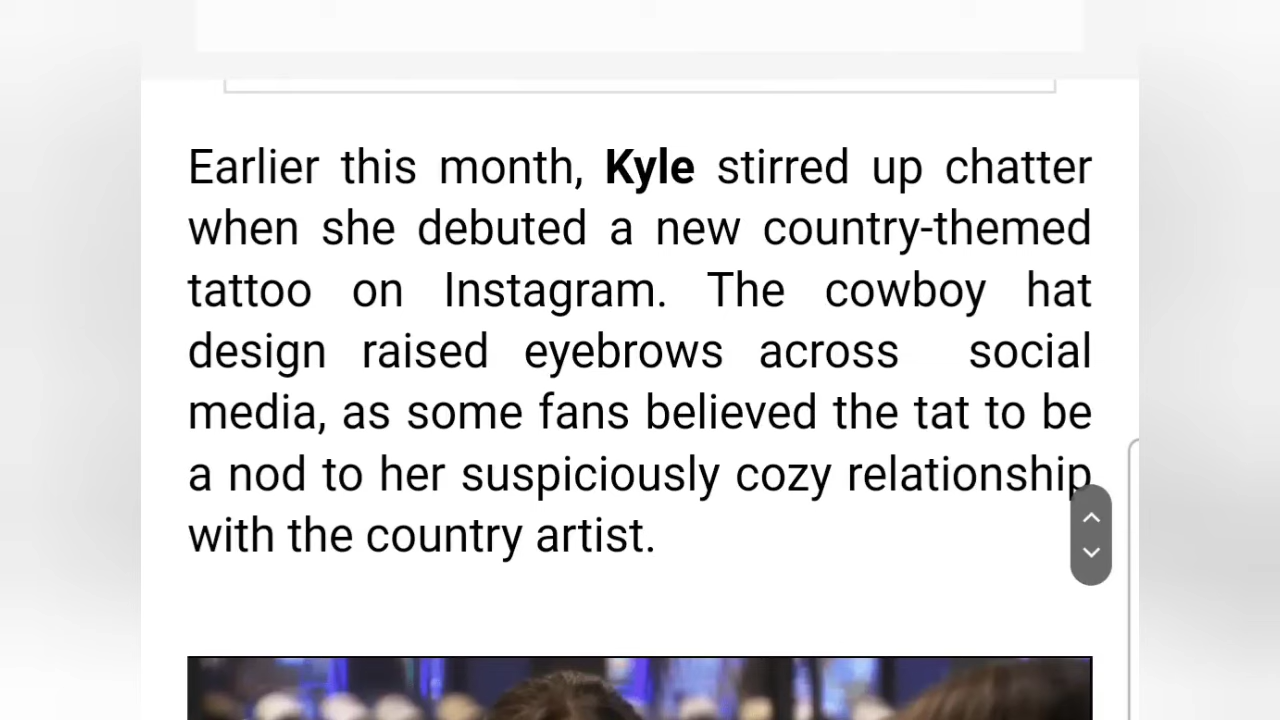 Earlier this month, Kyle stirred up chatter
when she debuted a new country-themed
tattoo on Instagram. The cowboy hat
design raised eyebrows across social
media, as some fans believed the tat to be
a nod to her suspiciously cozy relationship
with the country artist.